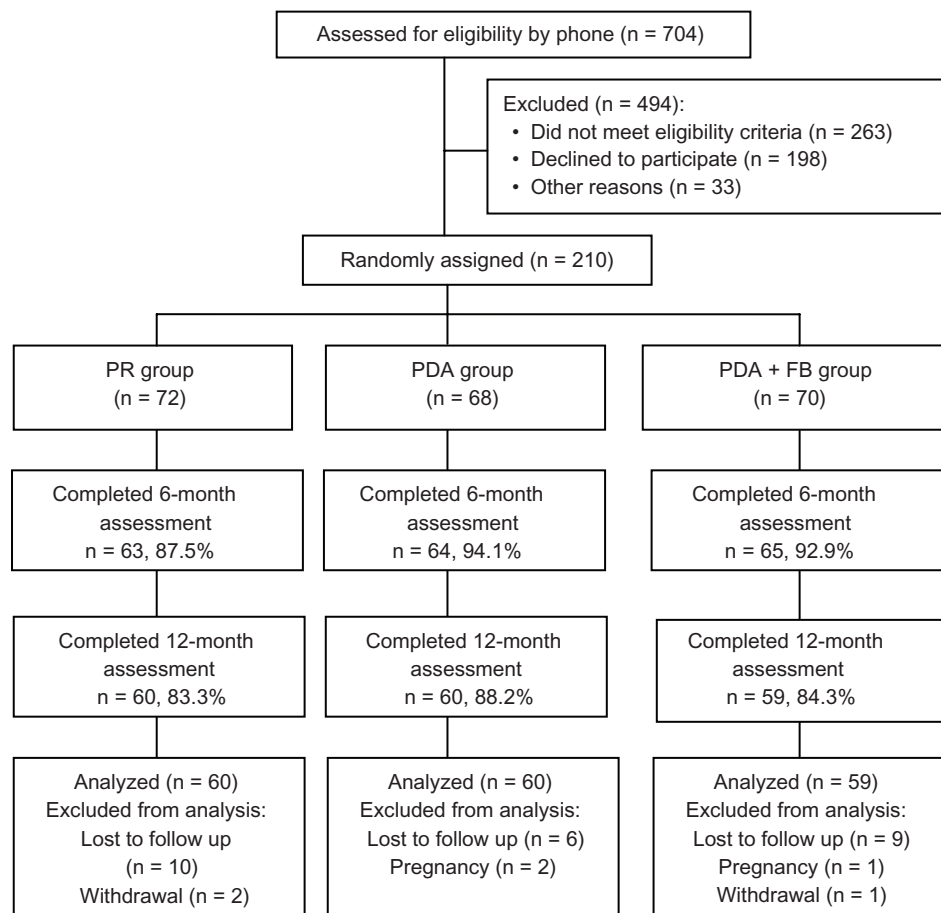 Assessed for eligibility by phone (n = 704)
Excluded (n = 494):
• Did not meet eligibility criteria (n = 263)
• Declined to participate (n = 198)
• Other reasons (n = 33)
Randomly assigned (n = 210)
PR group
(n = 72)
PDA group
(n = 68)
PDA + FB group
(n = 70)
Completed 6-month
assessment
n = 63, 87.5%
Completed 6-month
assessment
n = 64, 94.1%
Completed 6-month
assessment
n = 65, 92.9%
Completed 12-month
assessment
n = 60, 83.3%
Completed 12-month
assessment
n = 60, 88.2%
Completed 12-month
assessment
n = 59, 84.3%
Analyzed (n = 60)
Excluded from analysis:
Lost to follow up
(n = 10)
Withdrawal (n = 2)
Analyzed (n = 60)
Excluded from analysis:
Lost to follow up (n = 6)
Pregnancy (n = 2)
Analyzed (n = 59)
Excluded from analysis:
Lost to follow up (n = 9)
Pregnancy (n = 1)
Withdrawal (n = 1)